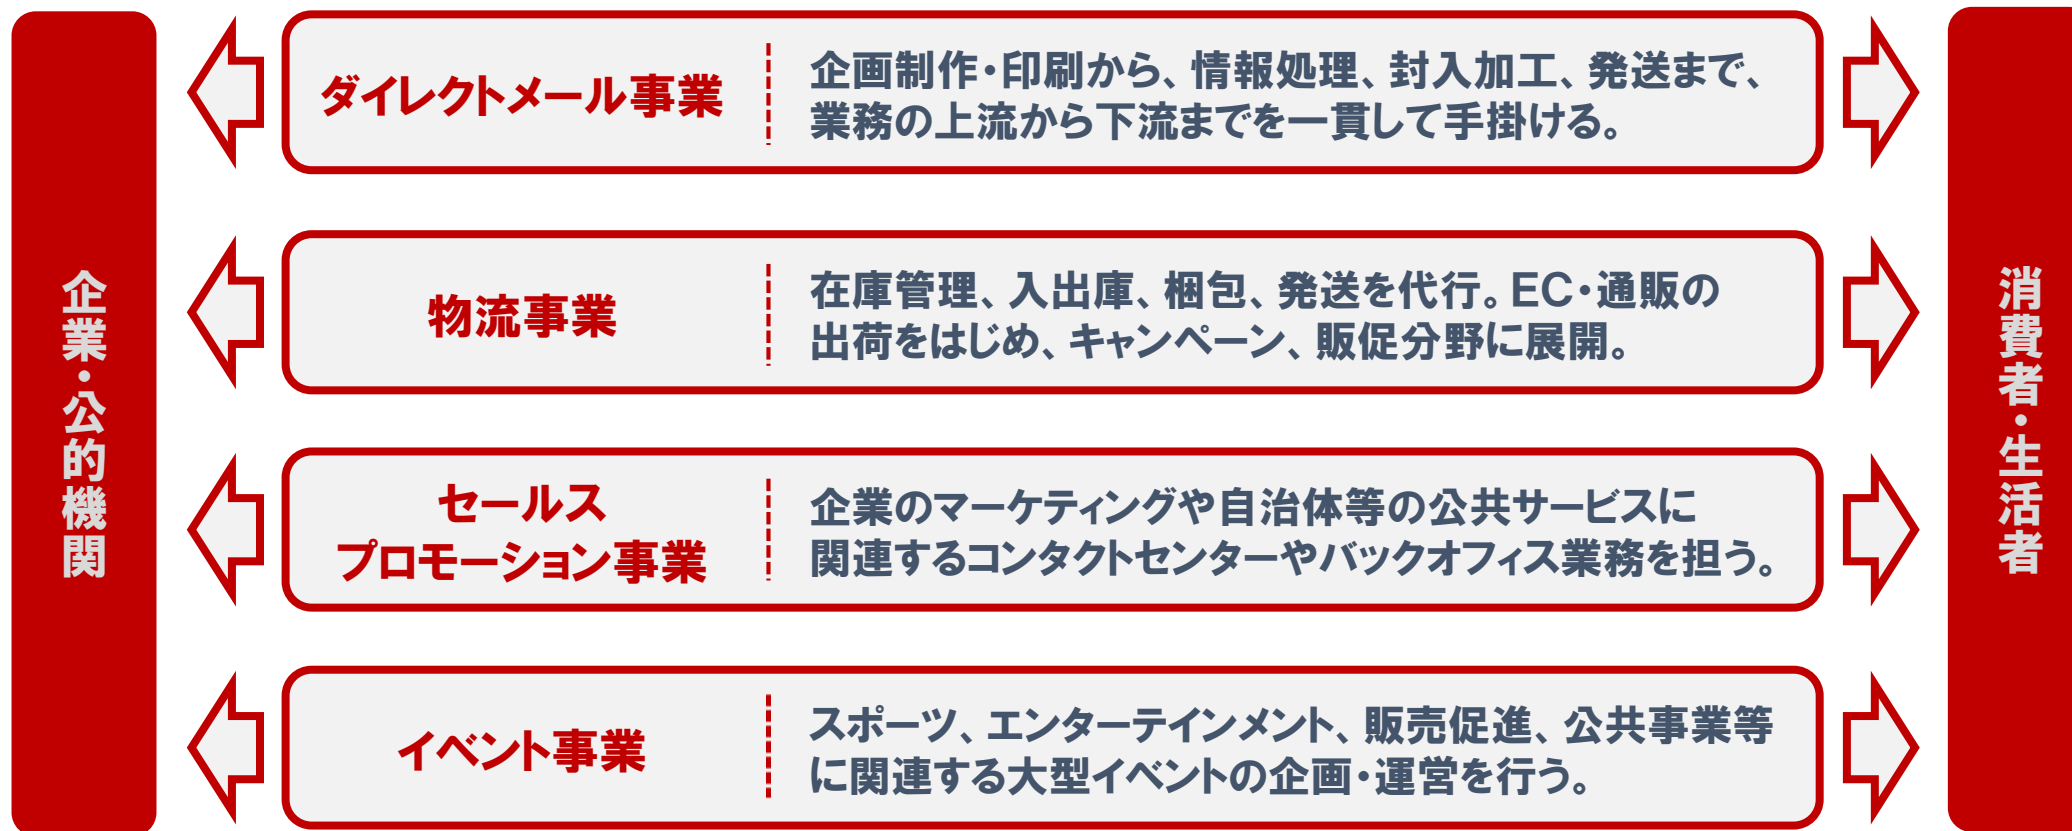 企業・公的機関
ダイレクトメール事業
企画制作・印刷から、情報処理、封入加工、発送まで、
業務の上流から下流までを一貫して手掛ける。
物流事業
在庫管理、入出庫、梱包、発送を代行。EC・通販の
出荷をはじめ、キャンペーン、販促分野に展開。
セールス
プロモーション事業
企業のマーケティングや自治体等の公共サービスに
関連するコンタクトセンターやバックオフィス業務を担う。
イベント事業
スポーツ、エンターテインメント、販売促進、公共事業等
に関連する大型イベントの企画・運営を行う。
消費者・生活者